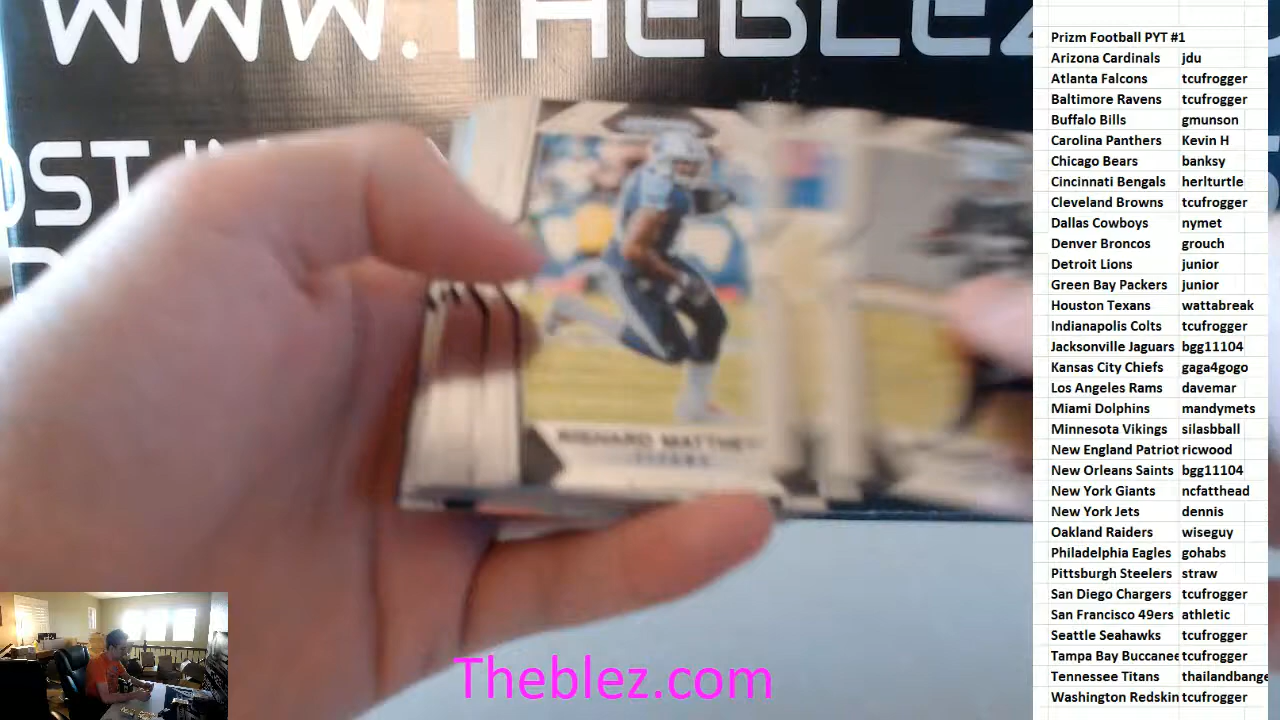 WWW.THEBLEZ
OST IN
RISHARD MATTHEWS
TITANS
Theblez.com
Prizm Football PYT #1
Arizona Cardinals jdu
Atlanta Falcons tcufrogger
Baltimore Ravens tcufrogger
Buffalo Bills gmunson
Carolina Panthers Kevin H
Chicago Bears banksy
Cincinnati Bengals herlturtle
Cleveland Browns tcufrogger
Dallas Cowboys nymet
Denver Broncos grouch
Detroit Lions junior
Green Bay Packers junior
Houston Texans wattabreak
Indianapolis Colts tcufrogger
Jacksonville Jaguars bgg11104
Kansas City Chiefs gaga4gogo
Los Angeles Rams davemar
Miami Dolphins mandymets
Minnesota Vikings silasbball
New England Patriot ricwood
New Orleans Saints bgg11104
New York Giants ncfatthead
New York Jets dennis
Oakland Raiders wiseguy
Philadelphia Eagles gohabs
Pittsburgh Steelers straw
San Diego Chargers tcufrogger
San Francisco 49ers athletic
Seattle Seahawks tcufrogger
Tampa Bay Buccanee tcufrogger
Tennessee Titans thailandbange
Washington Redskin tcufrogger